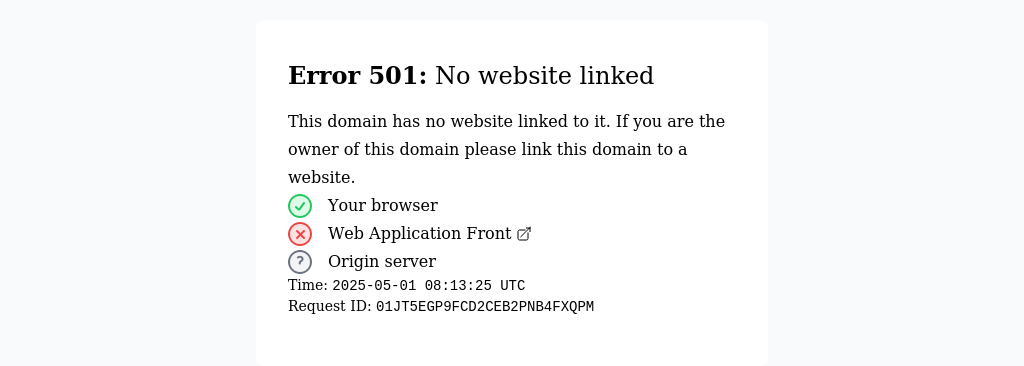 Error 501: No website linked
This domain has no website linked to it. If you are the
owner of this domain please link this domain to a
website.
Your browser
Web Application Front
?
Origin server
Time: 2025-05-01 08:13:25 UTC
Request ID: 01JT5EGP9FCD2CEB2PNB4FXQPM